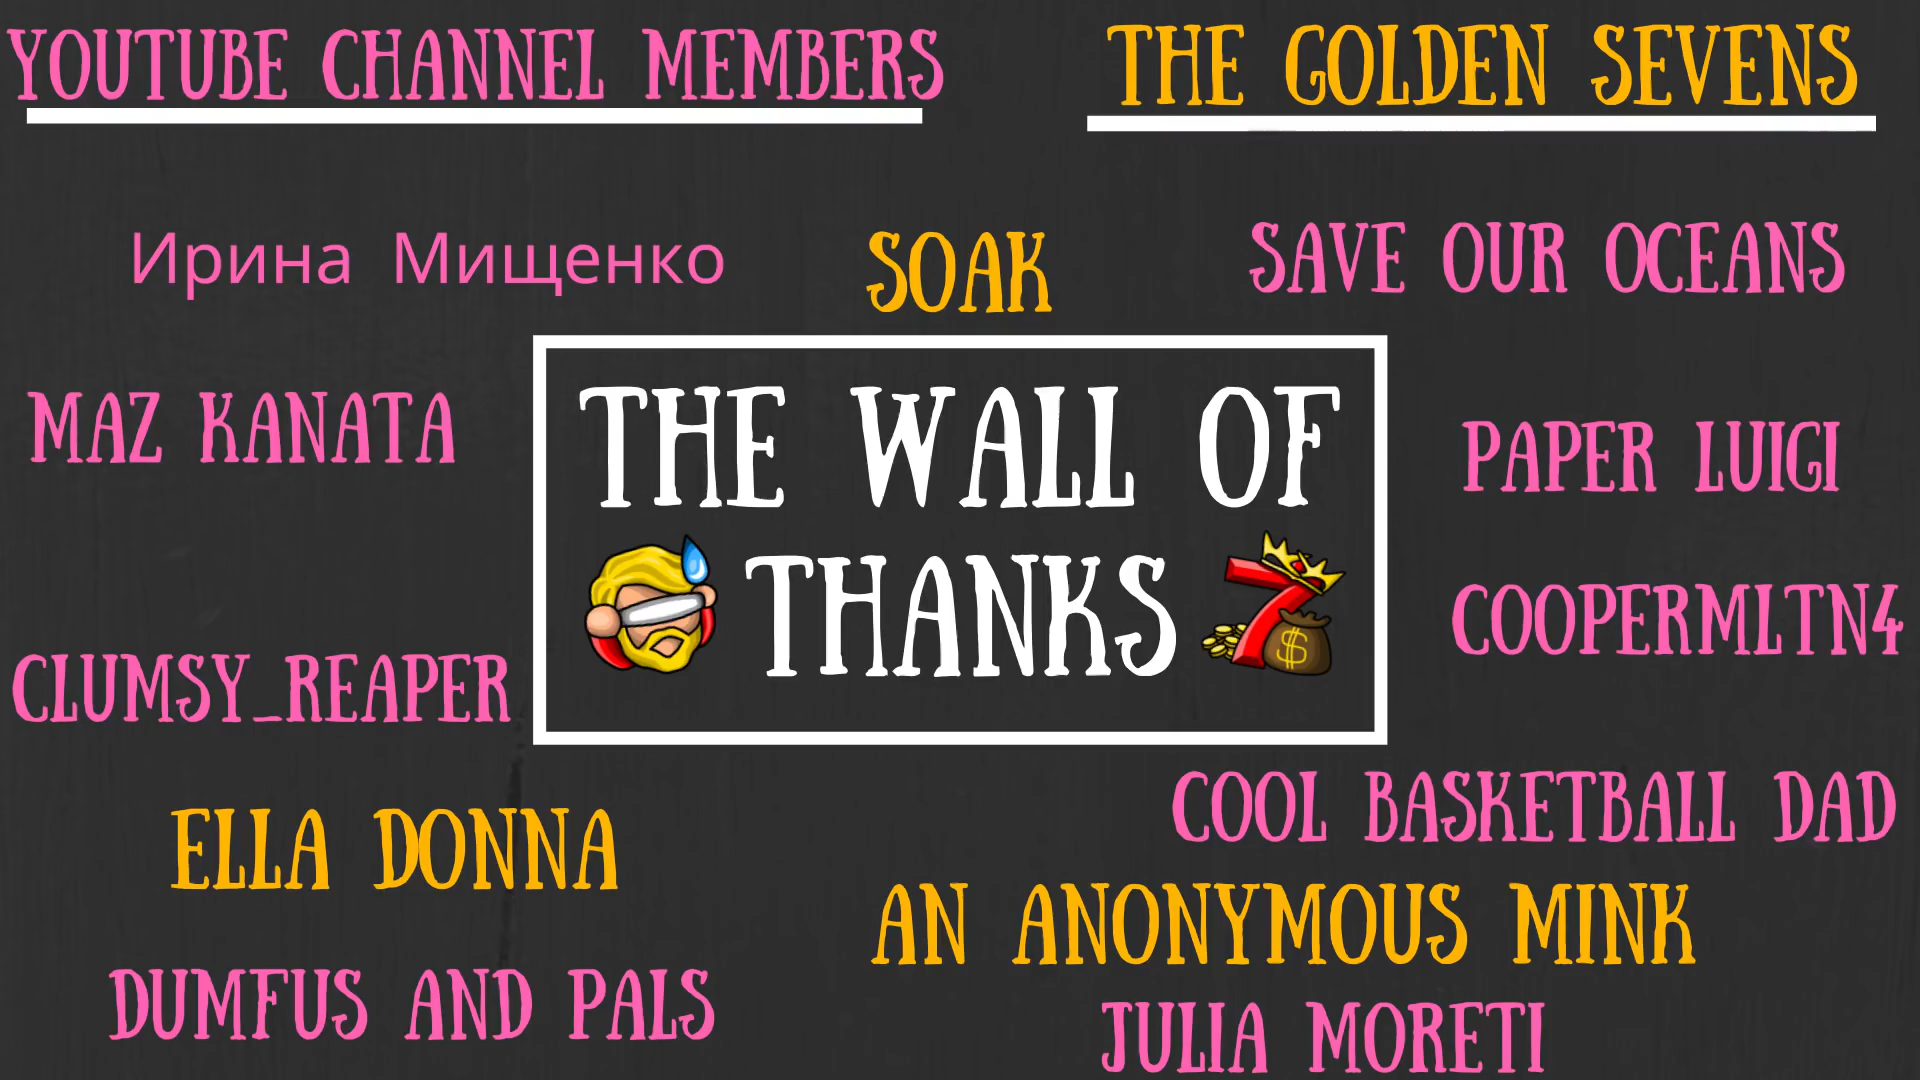 YOUTUBE CHANNEL MEMBERS
THE GOLDEN SEVENS
Ирина Мищенко
SOAK
SAVE OUR OCEANS
MAZ KANATA
THE WALL OF
THANKS
7
$
PAPER LUIGI
COOPERMLTN4
CLUMSY_REAPER
COOL BASKETBALL DAD
ELLA DONNA
AN ANONYMOUS MINK
DUMFUS AND PALS
JULIA MORETI